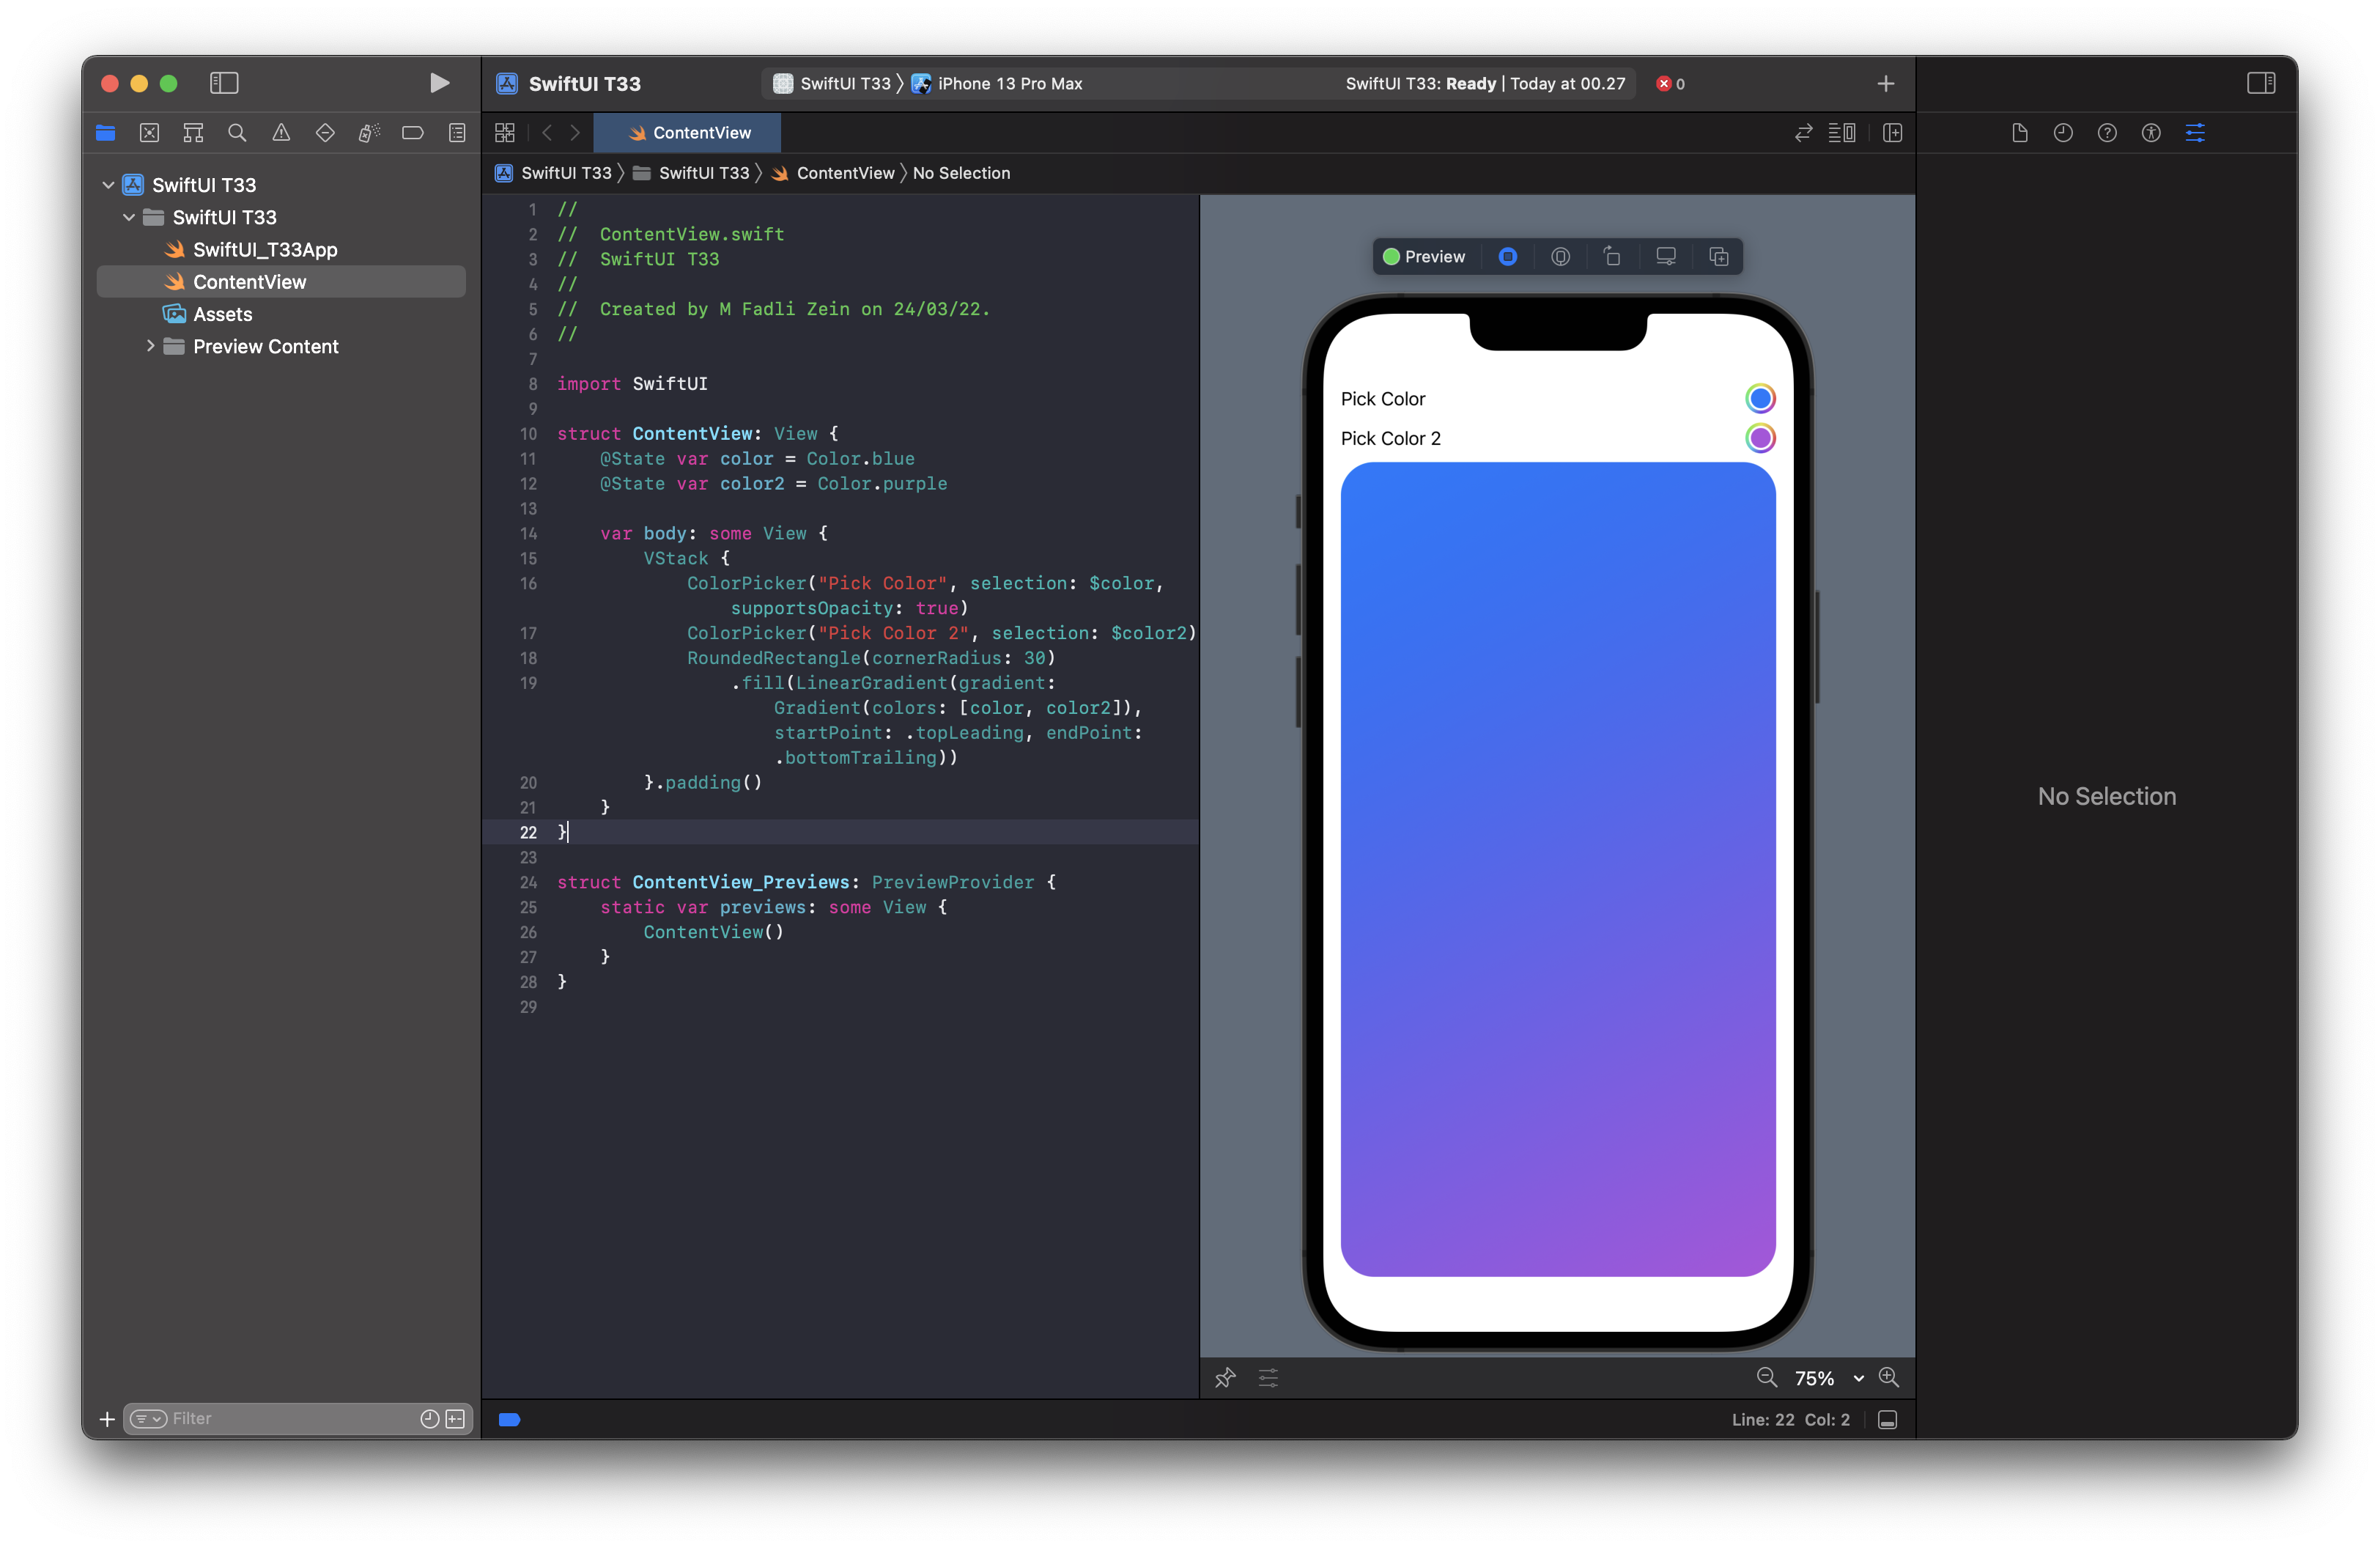 SwiftUI T33
SwiftUI T33 〉 iPhone 13 Pro Max
SwiftUI T33: Ready | Today at 00.27
0
ContentView
SwiftUI T33 〉 SwiftUI T33 〉 ContentView 〉 No Selection
SwiftUI T33
SwiftUI T33
SwiftUI_T33App
ContentView
Assets
Preview Content
Filter
1 //
2 //  ContentView.swift
3 //  SwiftUI T33
4 //
5 //  Created by M Fadli Zein on 24/03/22.
6 //
7
8 import SwiftUI
9
10 struct ContentView: View {
11     @State var color = Color.blue
12     @State var color2 = Color.purple
13
14     var body: some View {
15         VStack {
16             ColorPicker("Pick Color", selection: $color,
                supportsOpacity: true)
17             ColorPicker("Pick Color 2", selection: $color2)
18             RoundedRectangle(cornerRadius: 30)
19                 .fill(LinearGradient(gradient:
                    Gradient(colors: [color, color2]),
                    startPoint: .topLeading, endPoint:
                    .bottomTrailing))
20         }.padding()
21     }
22 }
23
24 struct ContentView_Previews: PreviewProvider {
25     static var previews: some View {
26         ContentView()
27     }
28 }
29
Preview
Pick Color
Pick Color 2
75%
Line: 22  Col: 2
No Selection